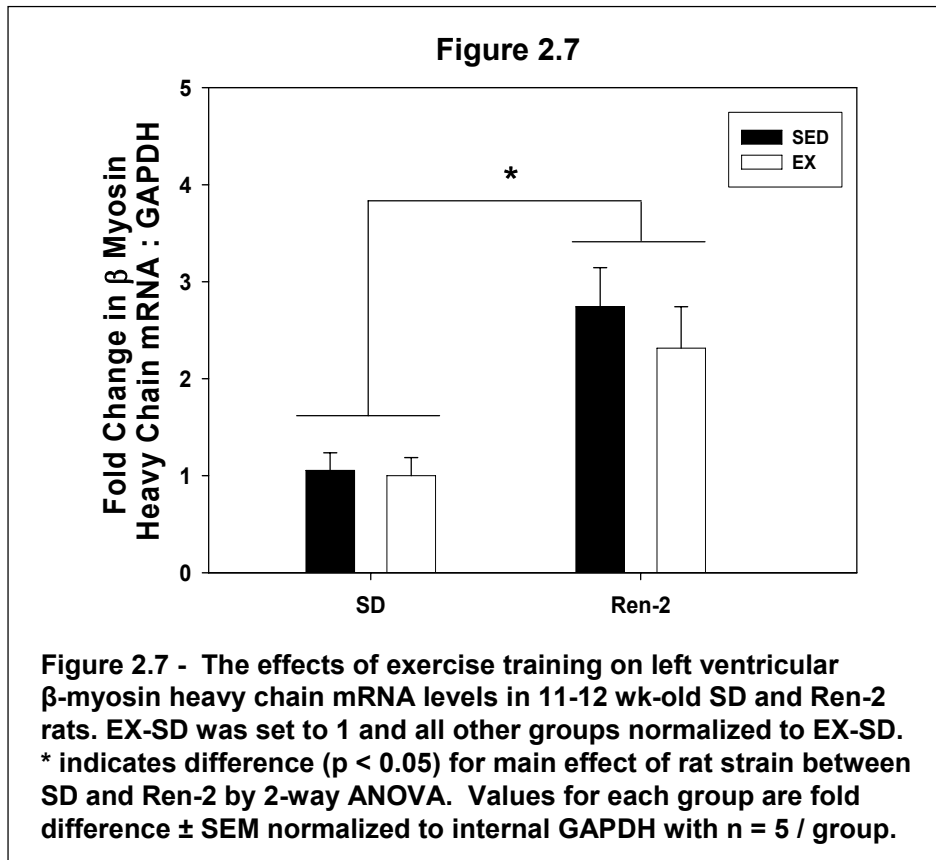 Figure 2.7
5
4
3
2
1
0
Fold Change in β Myosin
Heavy Chain mRNA : GAPDH
SED
EX
*
SD
Ren-2
Figure 2.7 - The effects of exercise training on left ventricular
β-myosin heavy chain mRNA levels in 11-12 wk-old SD and Ren-2
rats. EX-SD was set to 1 and all other groups normalized to EX-SD.
* indicates difference (p < 0.05) for main effect of rat strain between
SD and Ren-2 by 2-way ANOVA. Values for each group are fold
difference ± SEM normalized to internal GAPDH with n = 5 / group.